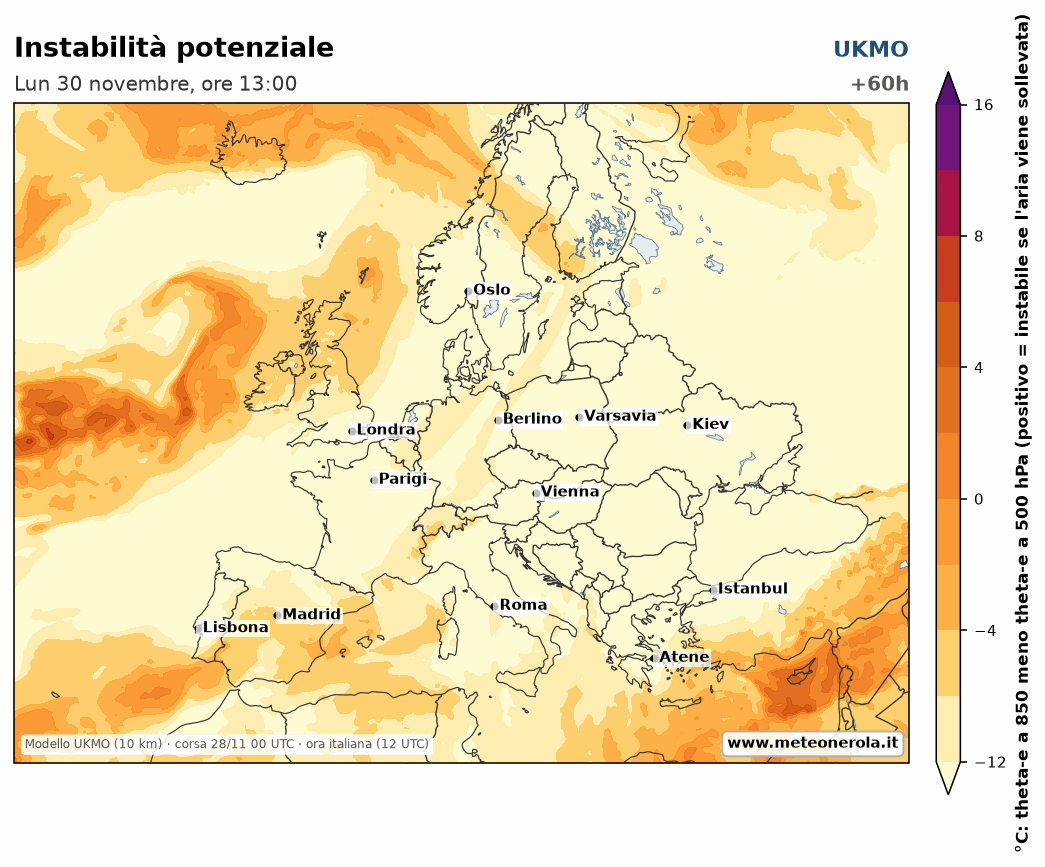 Instabilità potenziale
UKMO
Lun 30 novembre, ore 13:00
+60h
Oslo
Berlino
Varsavia
Kiev
Londra
Parigi
Vienna
Istanbul
Roma
Madrid
Lisbona
Atene
Modello UKMO (10 km) · corsa 28/11 00 UTC · ora italiana (12 UTC)
www.meteonerola.it
16
8
4
0
−4
−12
°C: theta-e a 850 meno theta-e a 500 hPa (positivo = instabile se l'aria viene sollevata)